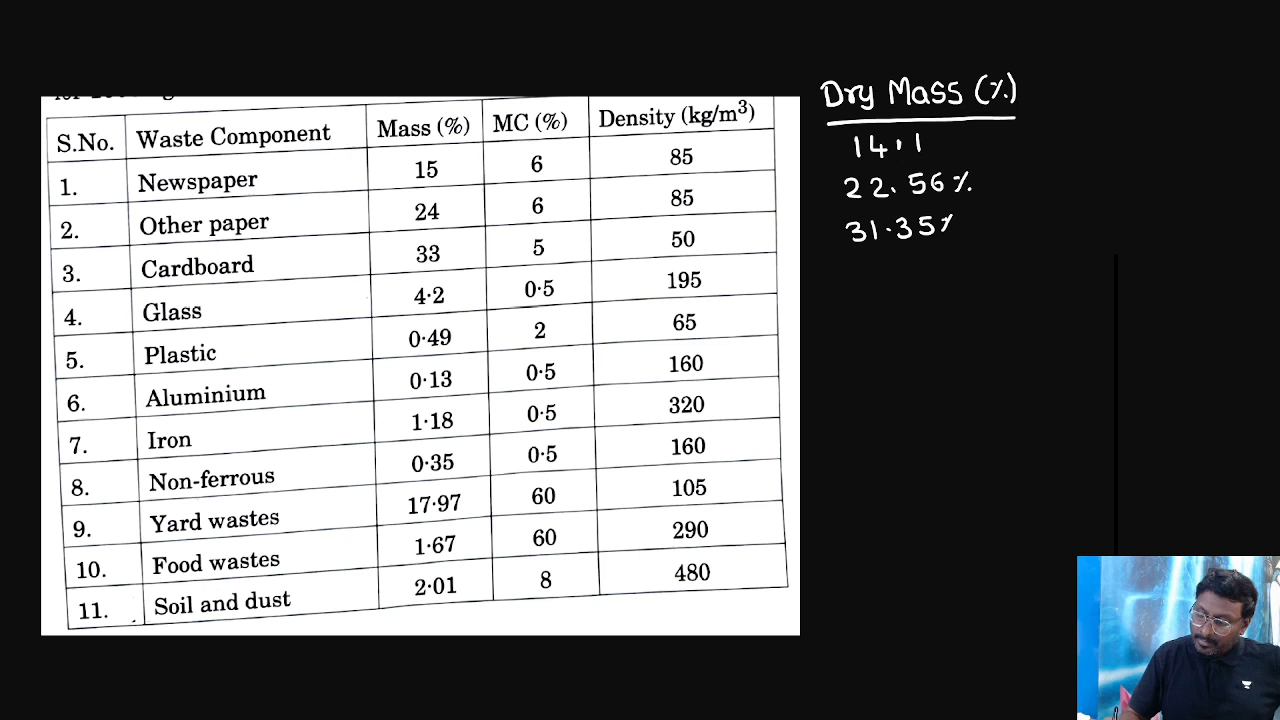 S.No. Waste Component Mass (%) MC (%) Density (kg/m³)
1. Newspaper 15 6 85
2. Other paper 24 6 85
3. Cardboard 33 5 50
4. Glass 4·2 0·5 195
5. Plastic 0·49 2 65
6. Aluminium 0·13 0·5 160
7. Iron 1·18 0·5 320
8. Non-ferrous 0·35 0·5 160
9. Yard wastes 17·97 60 105
10. Food wastes 1·67 60 290
11. Soil and dust 2·01 8 480
Dry Mass (%)
14.1
22.56%
31.35%